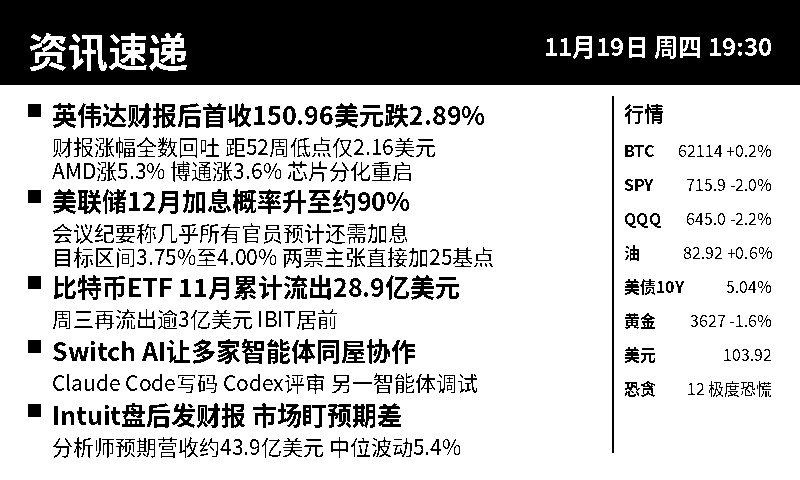 资讯速递
11月19日 周四 19:30
英伟达财报后首收150.96美元跌2.89%
财报涨幅全数回吐 距52周低点仅2.16美元
AMD涨5.3% 博通涨3.6% 芯片分化重启
美联储12月加息概率升至约90%
会议纪要称几乎所有官员预计还需加息
目标区间3.75%至4.00% 两票主张直接加25基点
比特币ETF 11月累计流出28.9亿美元
周三再流出逾3亿美元 IBIT居前
Switch AI让多家智能体同屋协作
Claude Code写码 Codex评审 另一智能体调试
Intuit盘后发财报 市场盯预期差
分析师预期营收约43.9亿美元 中位波动5.4%
行情
BTC 62114 +0.2%
SPY 715.9 -2.0%
QQQ 645.0 -2.2%
油 82.92 +0.6%
美债10Y 5.04%
黄金 3627 -1.6%
美元 103.92
恐贪 12 极度恐慌